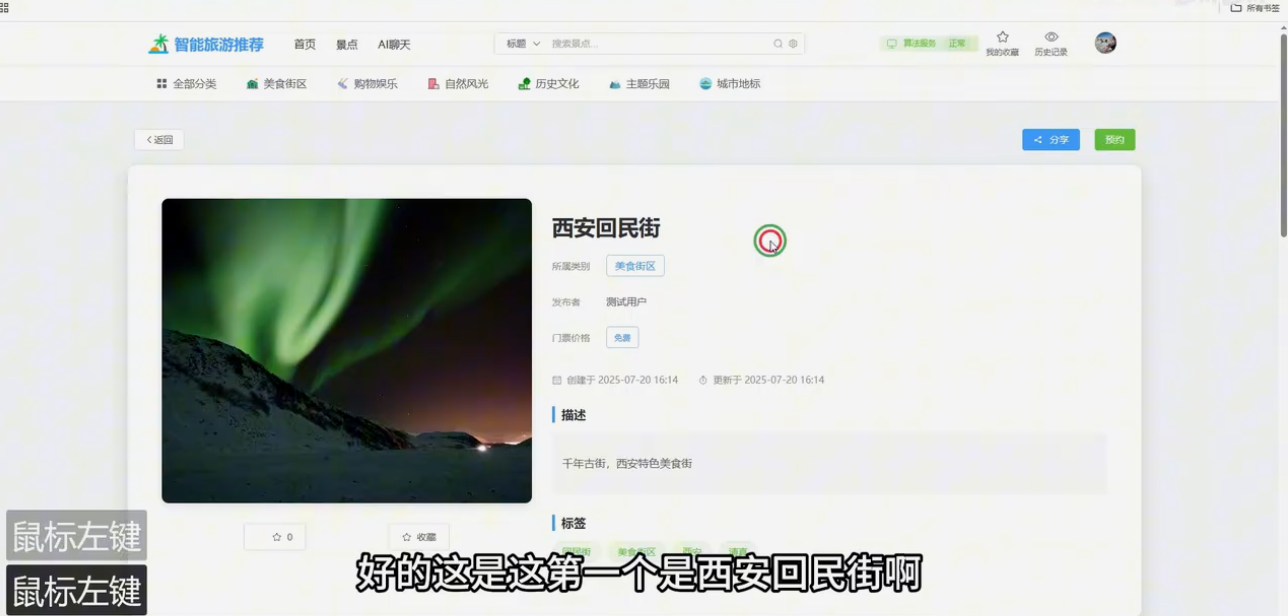 所有书签
智能旅游推荐 首页 景点 AI聊天 标题 搜索景点... 算法服务 正常 我的收藏 历史记录
全部分类 美食街区 购物娱乐 自然风光 历史文化 主题乐园 城市地标
返回 分享 预约
西安回民街
所属类别 美食街区
发布者 测试用户
门票价格 免费
创建于 2025-07-20 16:14 更新于 2025-07-20 16:14
描述
千年古街，西安特色美食街
标签
0 收藏
回民街 美食街区 西安
好的这是这第一个是西安回民街啊
鼠标左键
鼠标左键